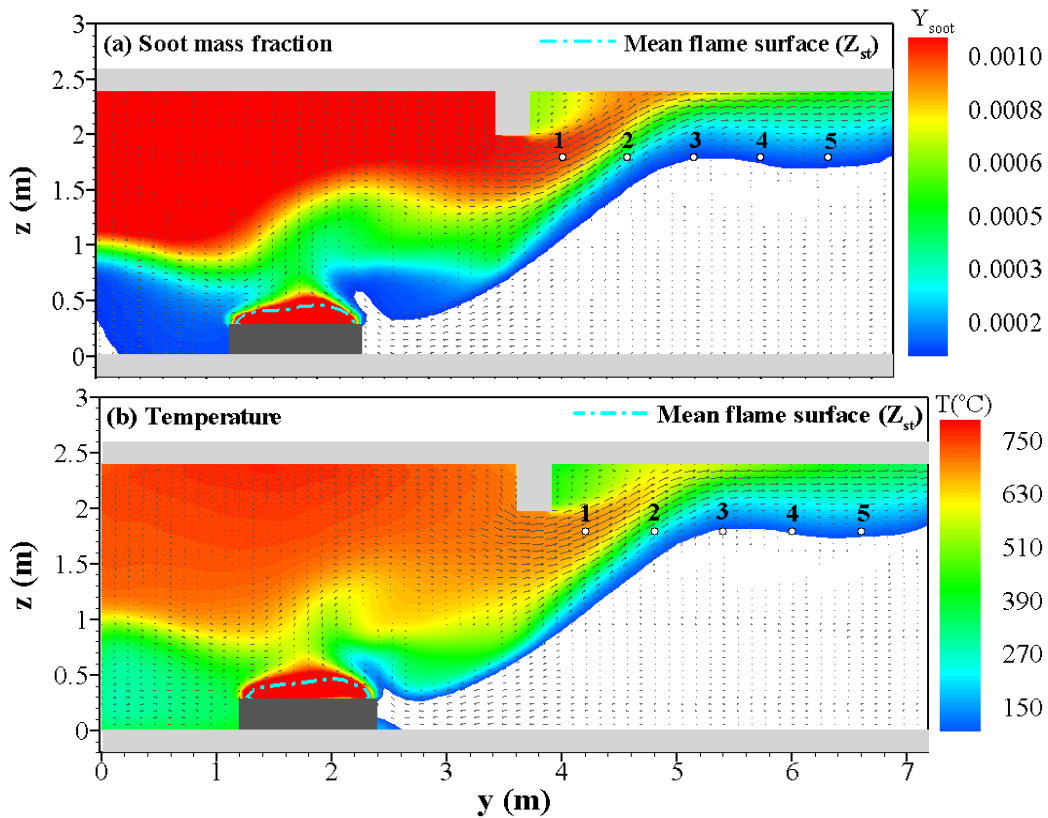 (a) Soot mass fraction
Mean flame surface (Z_st)
Y_soot
0.0010
0.0008
0.0006
0.0005
0.0003
0.0002
3
2.5
2
1.5
1
0.5
0
z (m)
1 2 3 4 5
(b) Temperature
Mean flame surface (Z_st)
T(°C)
750
630
510
390
270
150
3
2.5
2
1.5
1
0.5
0
z (m)
1 2 3 4 5
0 1 2 3 4 5 6 7
y (m)